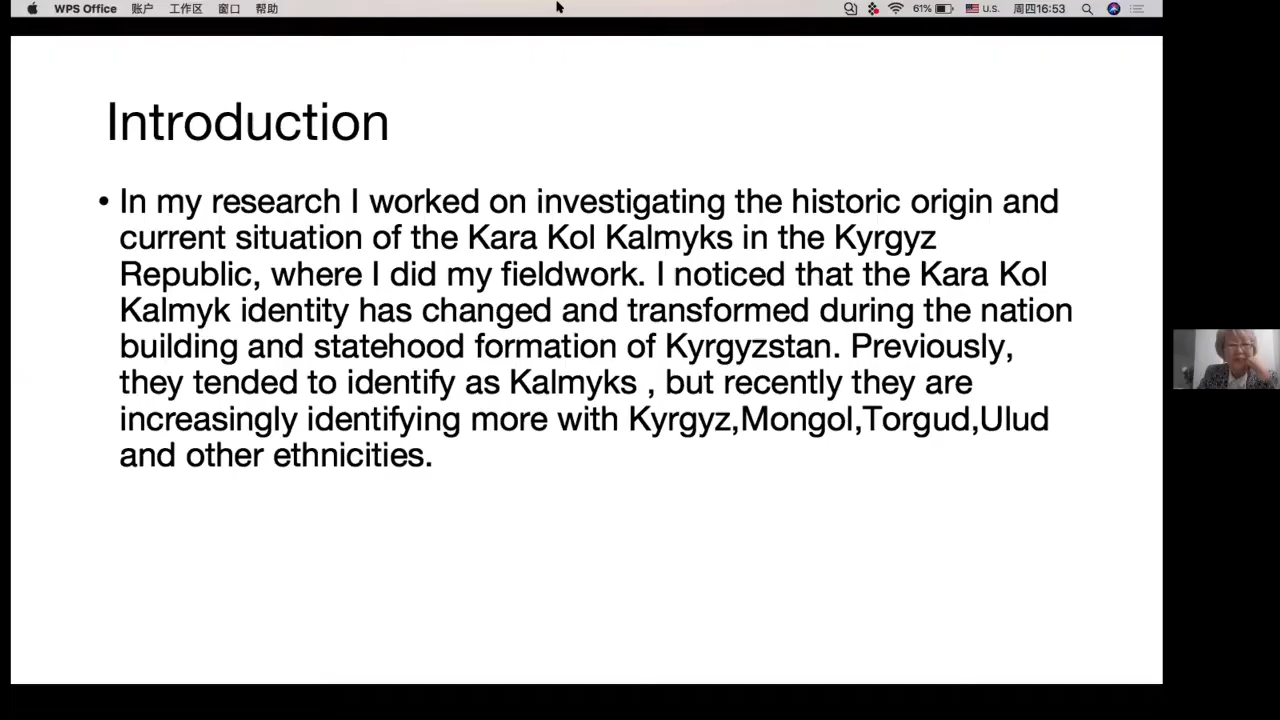 WPS Office 账户 工作区 窗口 帮助 61% U.S. 周四16:53
Introduction
• In my research I worked on investigating the historic origin and
current situation of the Kara Kol Kalmyks in the Kyrgyz
Republic, where I did my fieldwork. I noticed that the Kara Kol
Kalmyk identity has changed and transformed during the nation
building and statehood formation of Kyrgyzstan. Previously,
they tended to identify as Kalmyks , but recently they are
increasingly identifying more with Kyrgyz,Mongol,Torgud,Ulud
and other ethnicities.